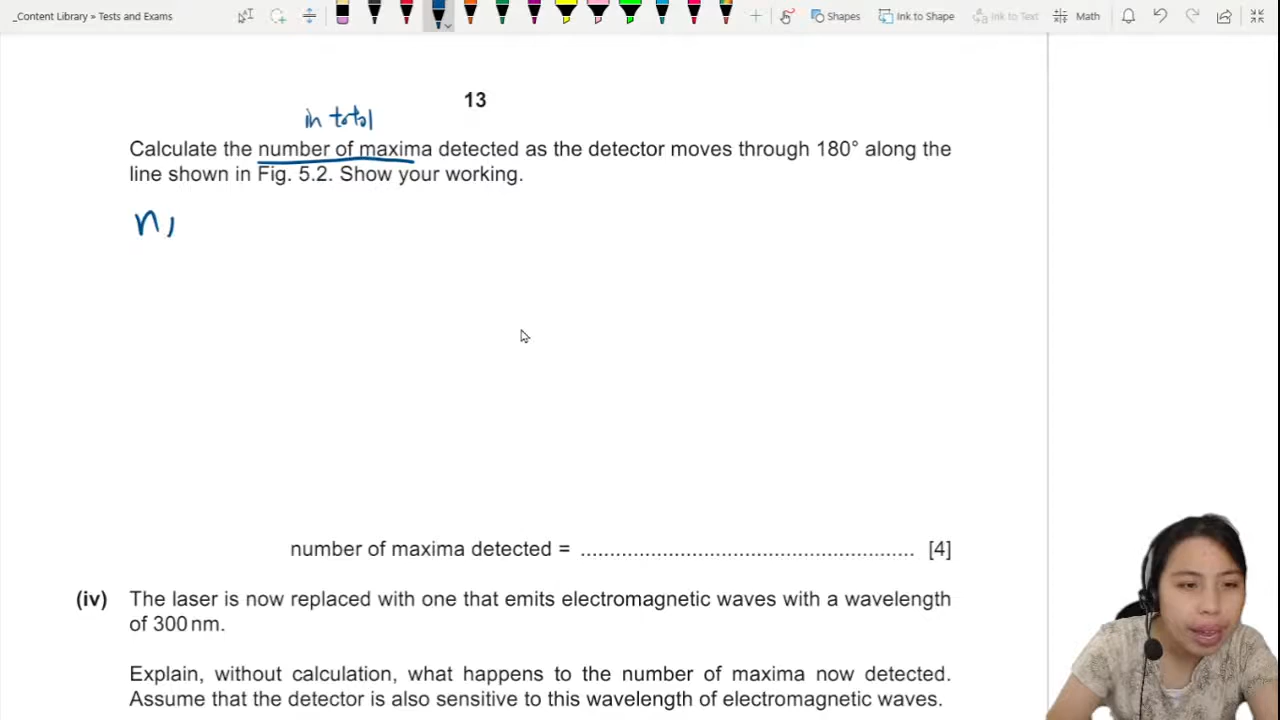 _Content Library » Tests and Exams
Shapes
Ink to Shape
Ink to Text
Math
13
in total
Calculate the number of maxima detected as the detector moves through 180° along the
line shown in Fig. 5.2. Show your working.
n,
number of maxima detected = ......................................................... [4]
(iv) The laser is now replaced with one that emits electromagnetic waves with a wavelength
of 300 nm.
Explain, without calculation, what happens to the number of maxima now detected.
Assume that the detector is also sensitive to this wavelength of electromagnetic waves.